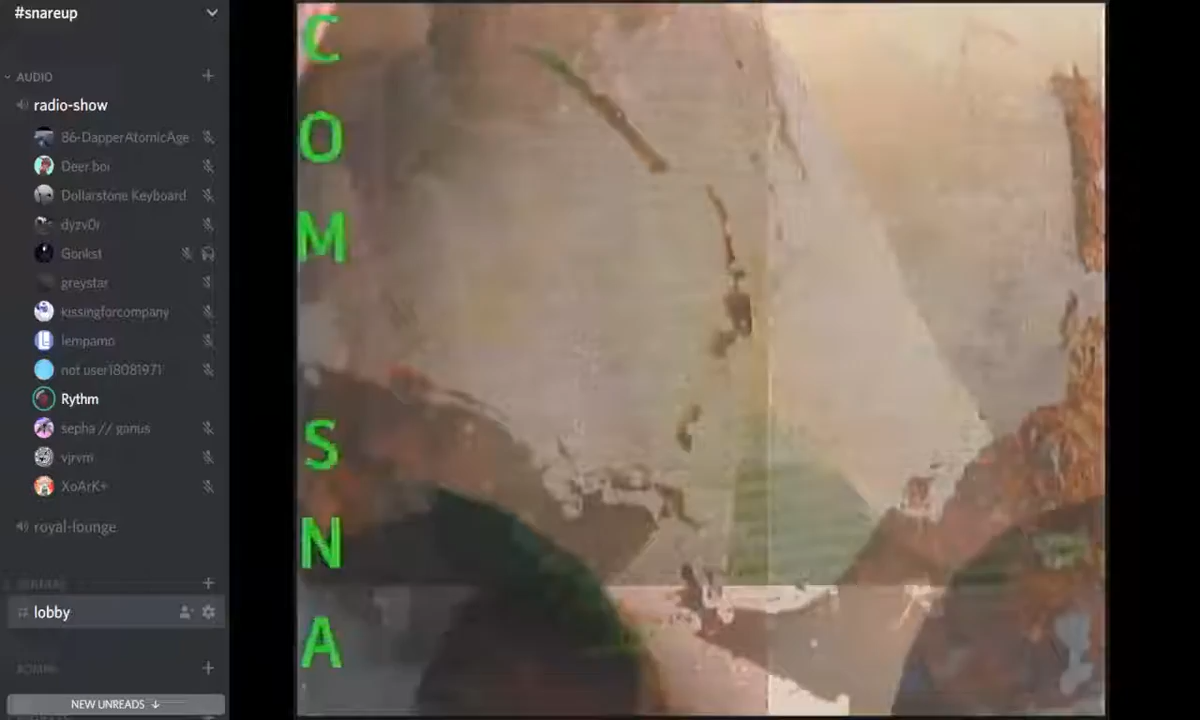 #snareup
AUDIO
radio-show
86-DapperAtomicAge
Deer boi
Dollarstone Keyboard
dyzv0r
Gonkst
greystar
kissingforcompany
lempamo
not user18081971
Rythm
sepha // ganus
vjrvm
XoArK+
royal-lounge
lobby
NEW UNREADS ↓
C
O
M
S
N
A